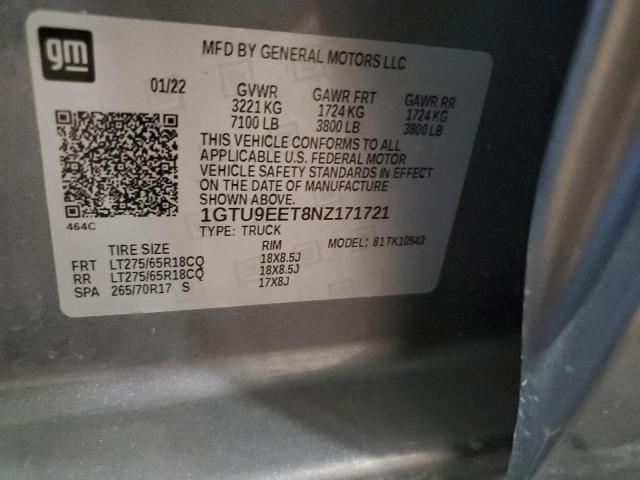 gm
MFD BY GENERAL MOTORS LLC
01/22 GVWR GAWR FRT GAWR RR
3221 KG 1724 KG 1724 KG
7100 LB 3800 LB 3800 LB
THIS VEHICLE CONFORMS TO ALL
APPLICABLE U.S. FEDERAL MOTOR
VEHICLE SAFETY STANDARDS IN EFFECT
ON THE DATE OF MANUFACTURE
SHOWN ABOVE.
464C
1GTU9EET8NZ171721
TYPE: TRUCK MODEL: 81TK10543
TIRE SIZE RIM
FRT LT275/65R18CQ 18X8.5J
RR LT275/65R18CQ 18X8.5J
SPA 265/70R17 S 17X8J